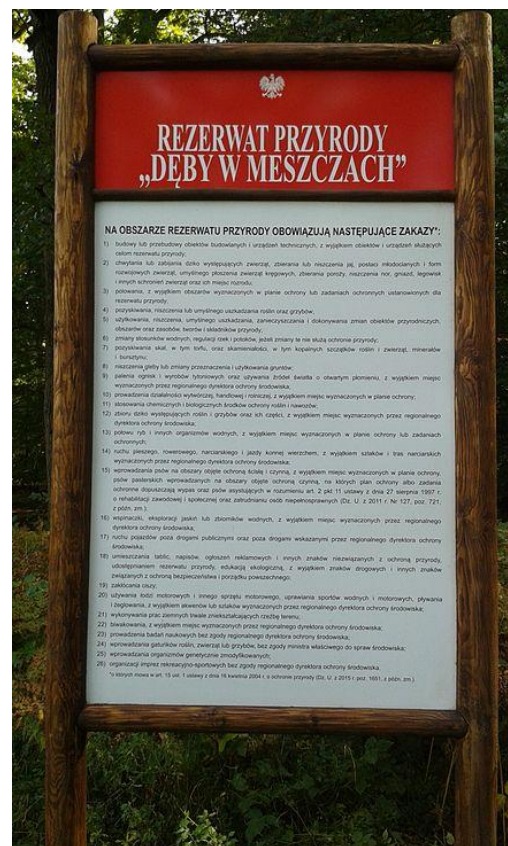 REZERWAT PRZYRODY
„DĘBY W MESZCZACH”
NA OBSZARZE REZERWATU PRZYRODY OBOWIĄZUJĄ NASTĘPUJĄCE ZAKAZY*:
1) budowy lub przebudowy obiektów budowlanych i urządzeń technicznych, z wyjątkiem obiektów i urządzeń służących
celom rezerwatu przyrody;
2) chwytania lub zabijania dziko występujących zwierząt, zbierania lub niszczenia jaj, postaci młodocianych i form
rozwojowych zwierząt, umyślnego płoszenia zwierząt kręgowych, zbierania poroży, niszczenia nor, gniazd, legowisk
i innych schronień zwierząt oraz ich miejsc rozrodu;
3) polowania, z wyjątkiem obszarów wyznaczonych w planie ochrony lub zadaniach ochronnych ustanowionych dla
rezerwatu przyrody;
4) pozyskiwania, niszczenia lub umyślnego uszkadzania roślin oraz grzybów;
5) użytkowania, niszczenia, umyślnego uszkadzania, zanieczyszczania i dokonywania zmian obiektów przyrodniczych,
obszarów oraz zasobów, tworów i składników przyrody;
6) zmiany stosunków wodnych, regulacji rzek i potoków, jeżeli zmiany te nie służą ochronie przyrody;
7) pozyskiwania skał, w tym torfu, oraz skamieniałości, w tym kopalnych szczątków roślin i zwierząt, minerałów
i bursztynu;
8) niszczenia gleby lub zmiany przeznaczenia i użytkowania gruntów;
9) palenia ognisk i wyrobów tytoniowych oraz używania źródeł światła o otwartym płomieniu, z wyjątkiem miejsc
wyznaczonych przez regionalnego dyrektora ochrony środowiska;
10) prowadzenia działalności wytwórczej, handlowej i rolniczej, z wyjątkiem miejsc wyznaczonych w planie ochrony;
11) stosowania chemicznych i biologicznych środków ochrony roślin i nawozów;
12) zbioru dziko występujących roślin i grzybów oraz ich części, z wyjątkiem miejsc wyznaczonych przez regionalnego
dyrektora ochrony środowiska;
13) połowu ryb i innych organizmów wodnych, z wyjątkiem miejsc wyznaczonych w planie ochrony lub zadaniach
ochronnych;
14) ruchu pieszego, rowerowego, narciarskiego i jazdy konnej wierzchem, z wyjątkiem szlaków i tras narciarskich
wyznaczonych przez regionalnego dyrektora ochrony środowiska;
15) wprowadzania psów na obszary objęte ochroną ścisłą i czynną, z wyjątkiem miejsc wyznaczonych w planie ochrony,
psów pasterskich wprowadzanych na obszary objęte ochroną czynną, na których plan ochrony albo zadania
ochronne dopuszczają wypas oraz psów asystujących w rozumieniu art. 2 pkt 11 ustawy z dnia 27 sierpnia 1997 r.
o rehabilitacji zawodowej i społecznej oraz zatrudnianiu osób niepełnosprawnych (Dz. U. z 2011 r. Nr 127, poz. 721,
z późn. zm.).
16) wspinaczki, eksploracji jaskiń lub zbiorników wodnych, z wyjątkiem miejsc wyznaczonych przez regionalnego
dyrektora ochrony środowiska;
17) ruchu pojazdów poza drogami publicznymi oraz poza drogami wskazanymi przez regionalnego dyrektora ochrony
środowiska;
18) umieszczania tablic, napisów, ogłoszeń reklamowych i innych znaków niezwiązanych z ochroną przyrody,
udostępnianiem rezerwatu przyrody, edukacją ekologiczną, z wyjątkiem znaków drogowych i innych znaków
związanych z ochroną bezpieczeństwa i porządku powszechnego;
19) zakłócania ciszy;
20) używania łodzi motorowych i innego sprzętu motorowego, uprawiania sportów wodnych i motorowych, pływania
i żeglowania, z wyjątkiem akwenów lub szlaków wyznaczonych przez regionalnego dyrektora ochrony środowiska;
21) wykonywania prac ziemnych trwale zniekształcających rzeźbę terenu;
22) biwakowania, z wyjątkiem miejsc wyznaczonych przez regionalnego dyrektora ochrony środowiska;
23) prowadzenia badań naukowych bez zgody regionalnego dyrektora ochrony środowiska;
24) wprowadzania gatunków roślin, zwierząt lub grzybów, bez zgody ministra właściwego do spraw środowiska;
25) wprowadzania organizmów genetycznie zmodyfikowanych;
26) organizacji imprez rekreacyjno-sportowych bez zgody regionalnego dyrektora ochrony środowiska.
*o których mowa w art. 15 ust. 1 ustawy z dnia 16 kwietnia 2004 r. o ochronie przyrody (Dz. U. z 2015 r. poz. 1651, z późn. zm.).